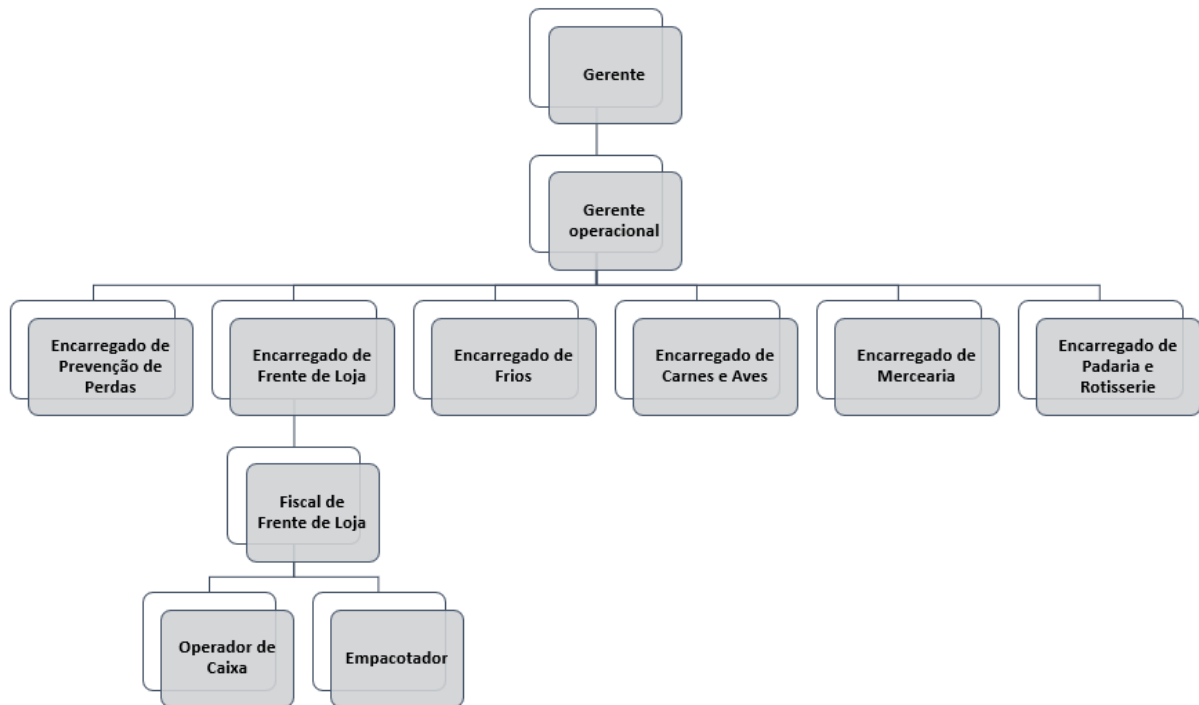 Gerente
Gerente
operacional
Encarregado de
Prevenção de
Perdas
Encarregado de
Frente de Loja
Encarregado de
Frios
Encarregado de
Carnes e Aves
Encarregado de
Mercearia
Encarregado de
Padaria e
Rotisserie
Fiscal de
Frente de Loja
Operador de
Caixa
Empacotador